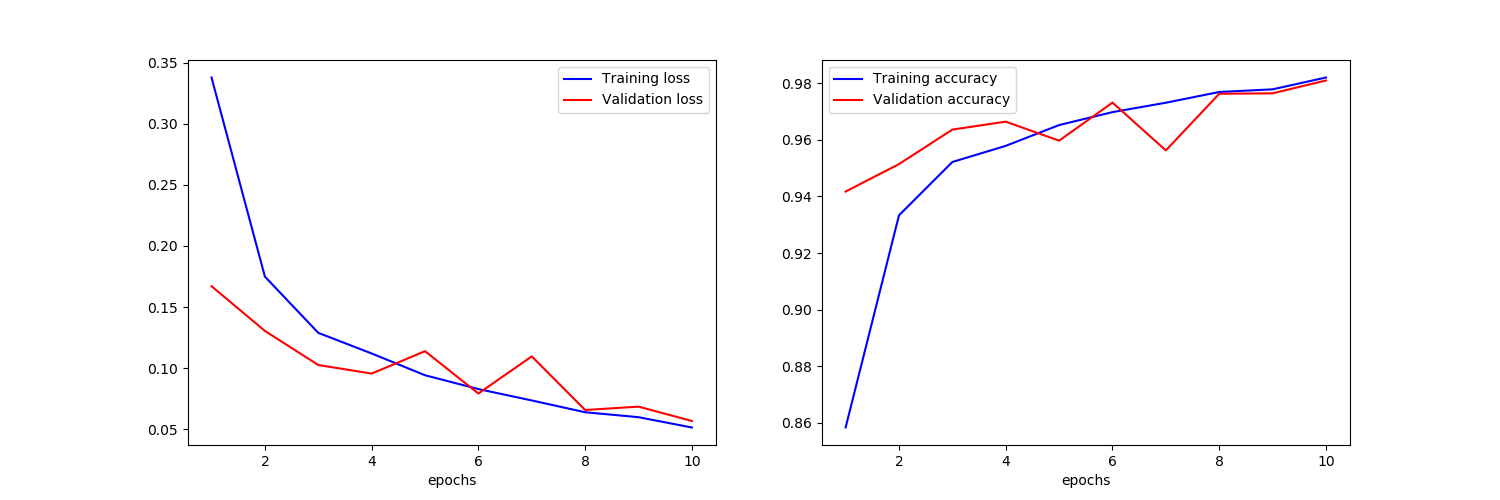 0.35
0.30
0.25
0.20
0.15
0.10
0.05
2 4 6 8 10
epochs
Training loss
Validation loss
0.98
0.96
0.94
0.92
0.90
0.88
0.86
2 4 6 8 10
epochs
Training accuracy
Validation accuracy